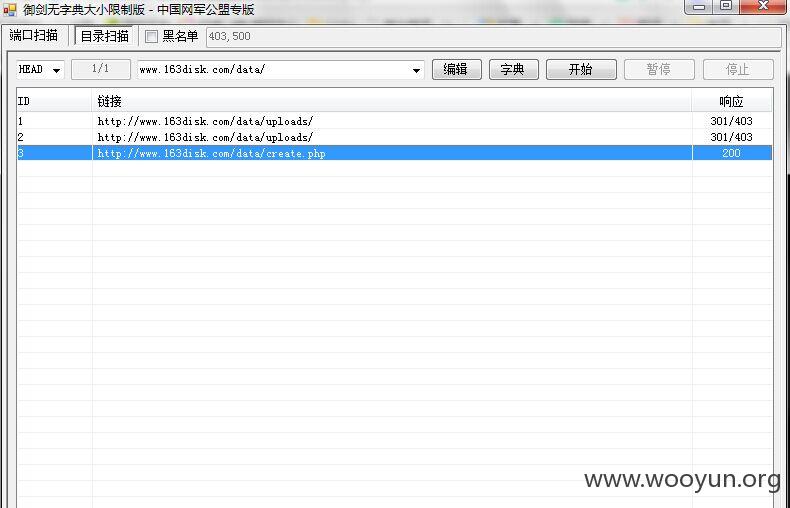 御剑无字典大小限制版 - 中国网军公盟专版
端口扫描 目录扫描 黑名单 403,500
HEAD 1/1 www.163disk.com/data/ 编辑 字典 开始 暂停 停止
ID 链接 响应
1 http://www.163disk.com/data/uploads/ 301/403
2 http://www.163disk.com/data/uploads/ 301/403
3 http://www.163disk.com/data/create.php 200
www.wooyun.org